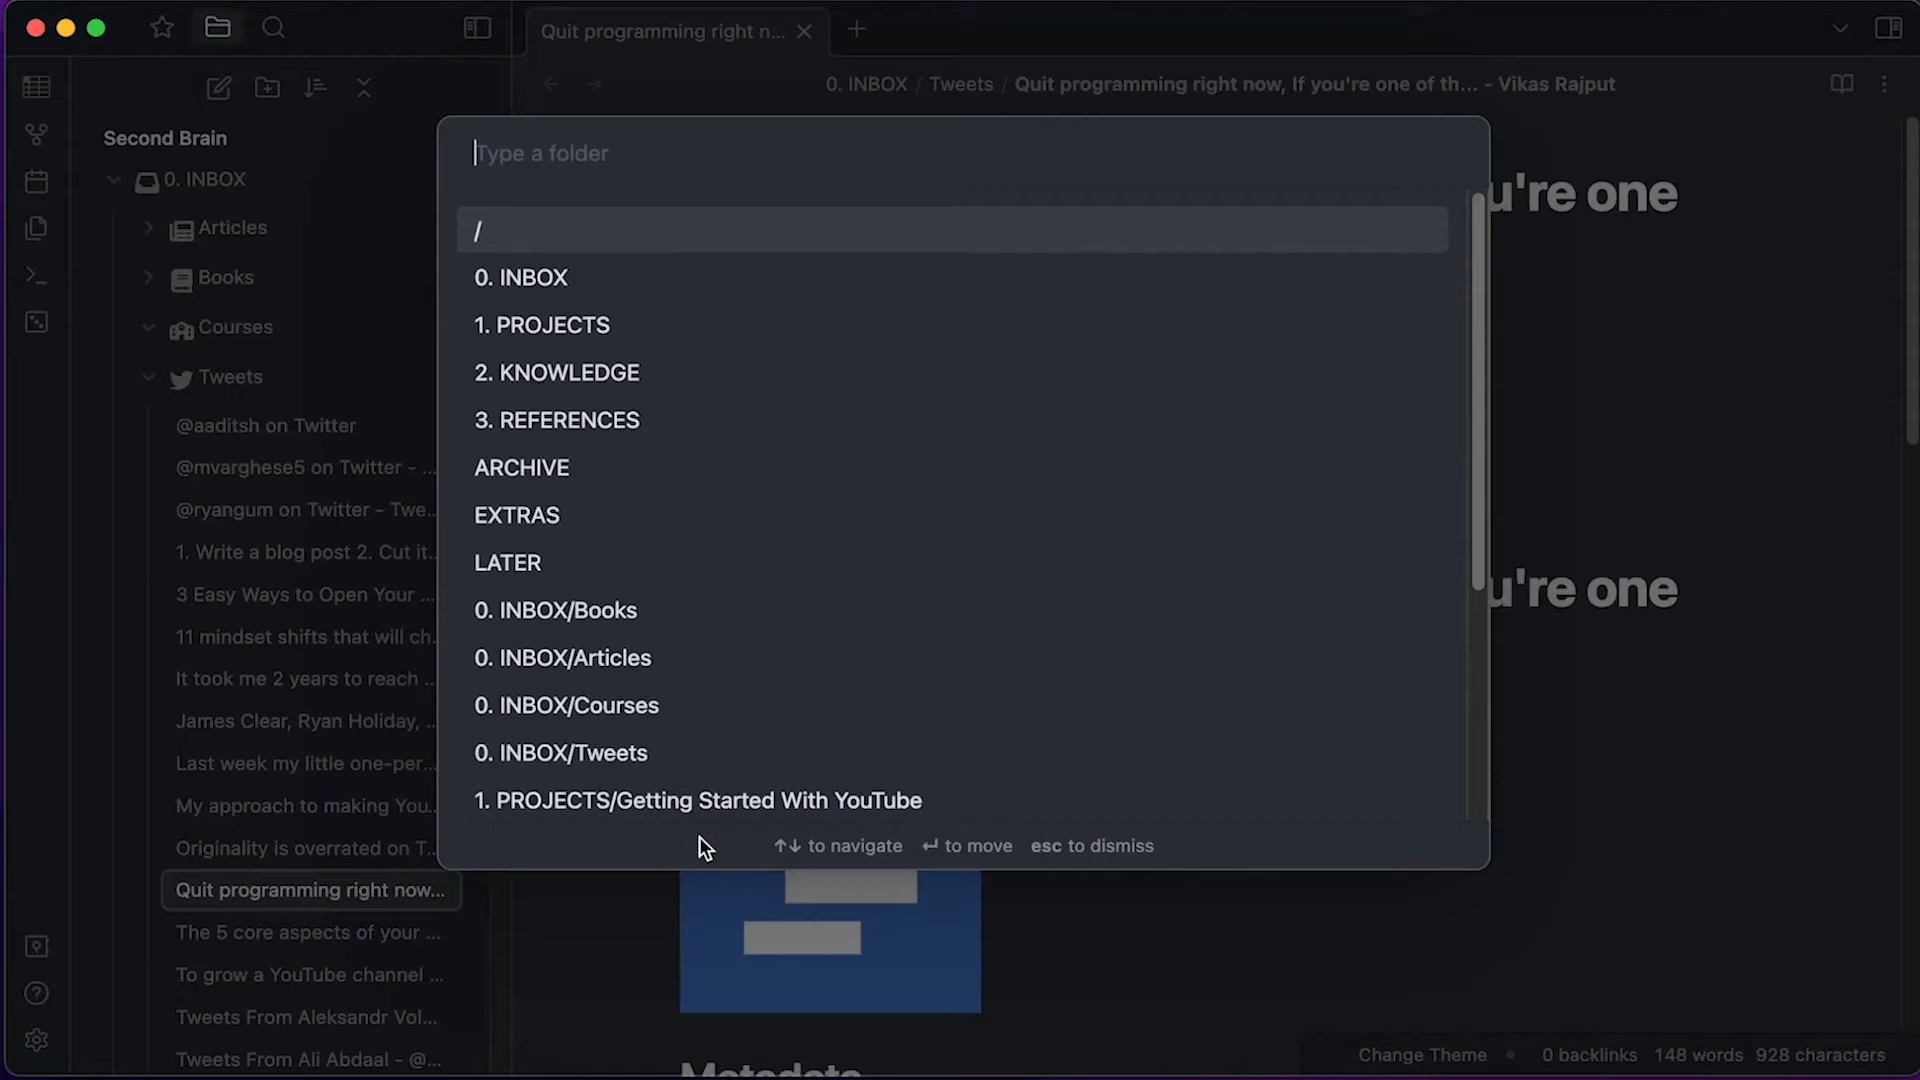 Quit programming right n...
0. INBOX / Tweets / Quit programming right now, If you're one of th... - Vikas Rajput
Second Brain
0. INBOX
Articles
Books
Courses
Tweets
@aaditsh on Twitter
@mvarghese5 on Twitter - ...
@ryangum on Twitter - Twe...
1. Write a blog post 2. Cut it...
3 Easy Ways to Open Your ...
11 mindset shifts that will ch...
It took me 2 years to reach ...
James Clear, Ryan Holiday, ...
Last week my little one-per...
My approach to making You...
Originality is overrated on T...
Quit programming right now...
The 5 core aspects of your ...
To grow a YouTube channel ...
Tweets From Aleksandr Vol...
Tweets From Ali Abdaal - @...
Type a folder
/
0. INBOX
1. PROJECTS
2. KNOWLEDGE
3. REFERENCES
ARCHIVE
EXTRAS
LATER
0. INBOX/Books
0. INBOX/Articles
0. INBOX/Courses
0. INBOX/Tweets
1. PROJECTS/Getting Started With YouTube
↑↓ to navigate ↵ to move esc to dismiss
u're one
u're one
Metadata
Change Theme • 0 backlinks 148 words 928 characters